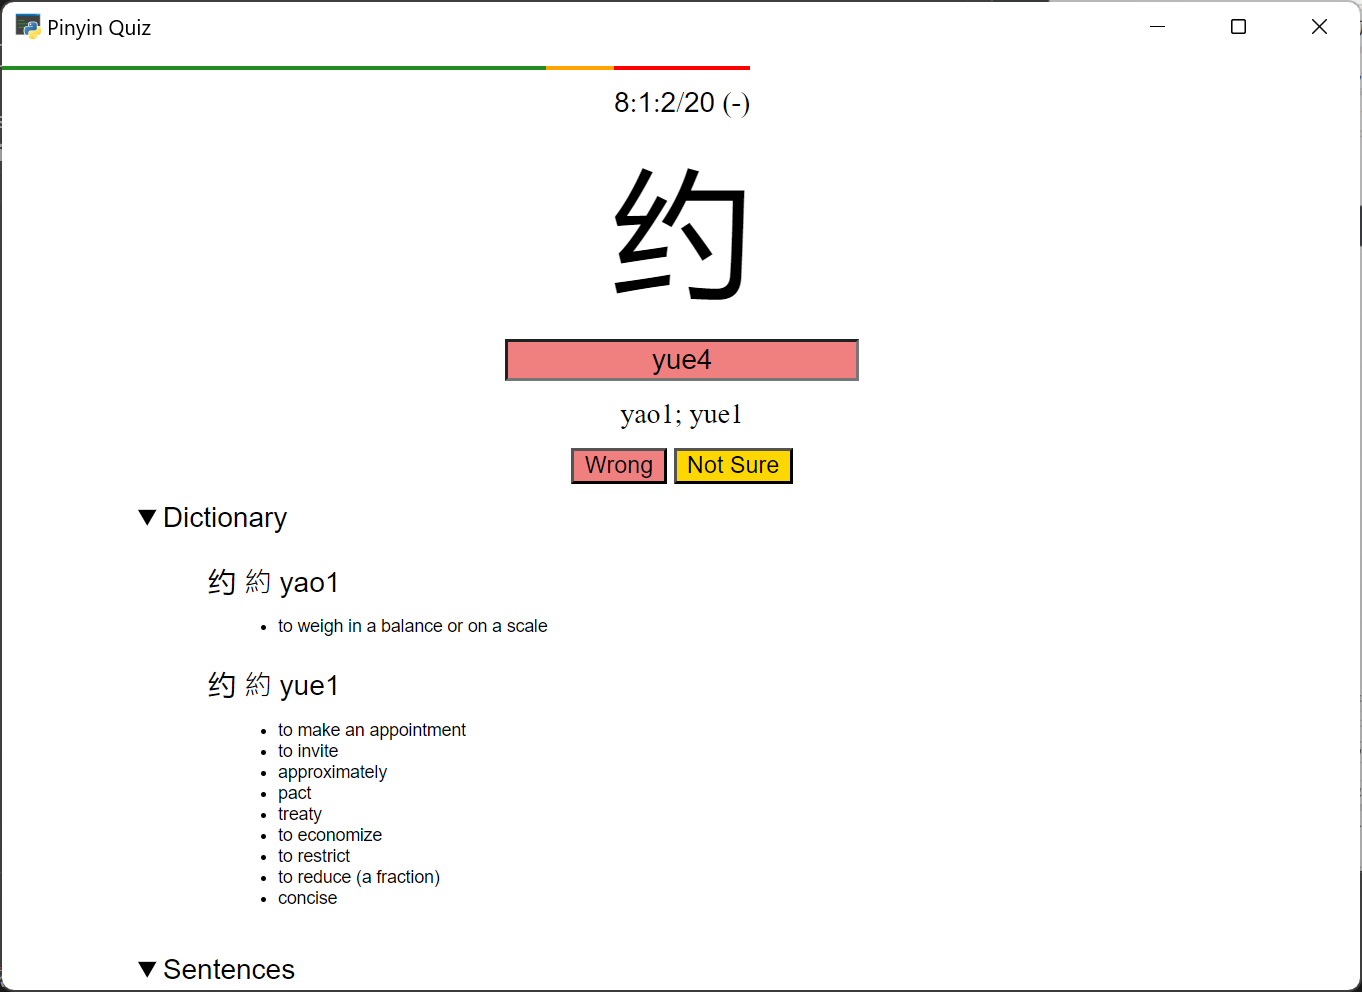 Pinyin Quiz
8:1:2/20 (-)
约
yue4
yao1; yue1
Wrong Not Sure
▼ Dictionary
约 約 yao1
• to weigh in a balance or on a scale
约 約 yue1
• to make an appointment
• to invite
• approximately
• pact
• treaty
• to economize
• to restrict
• to reduce (a fraction)
• concise
▼ Sentences